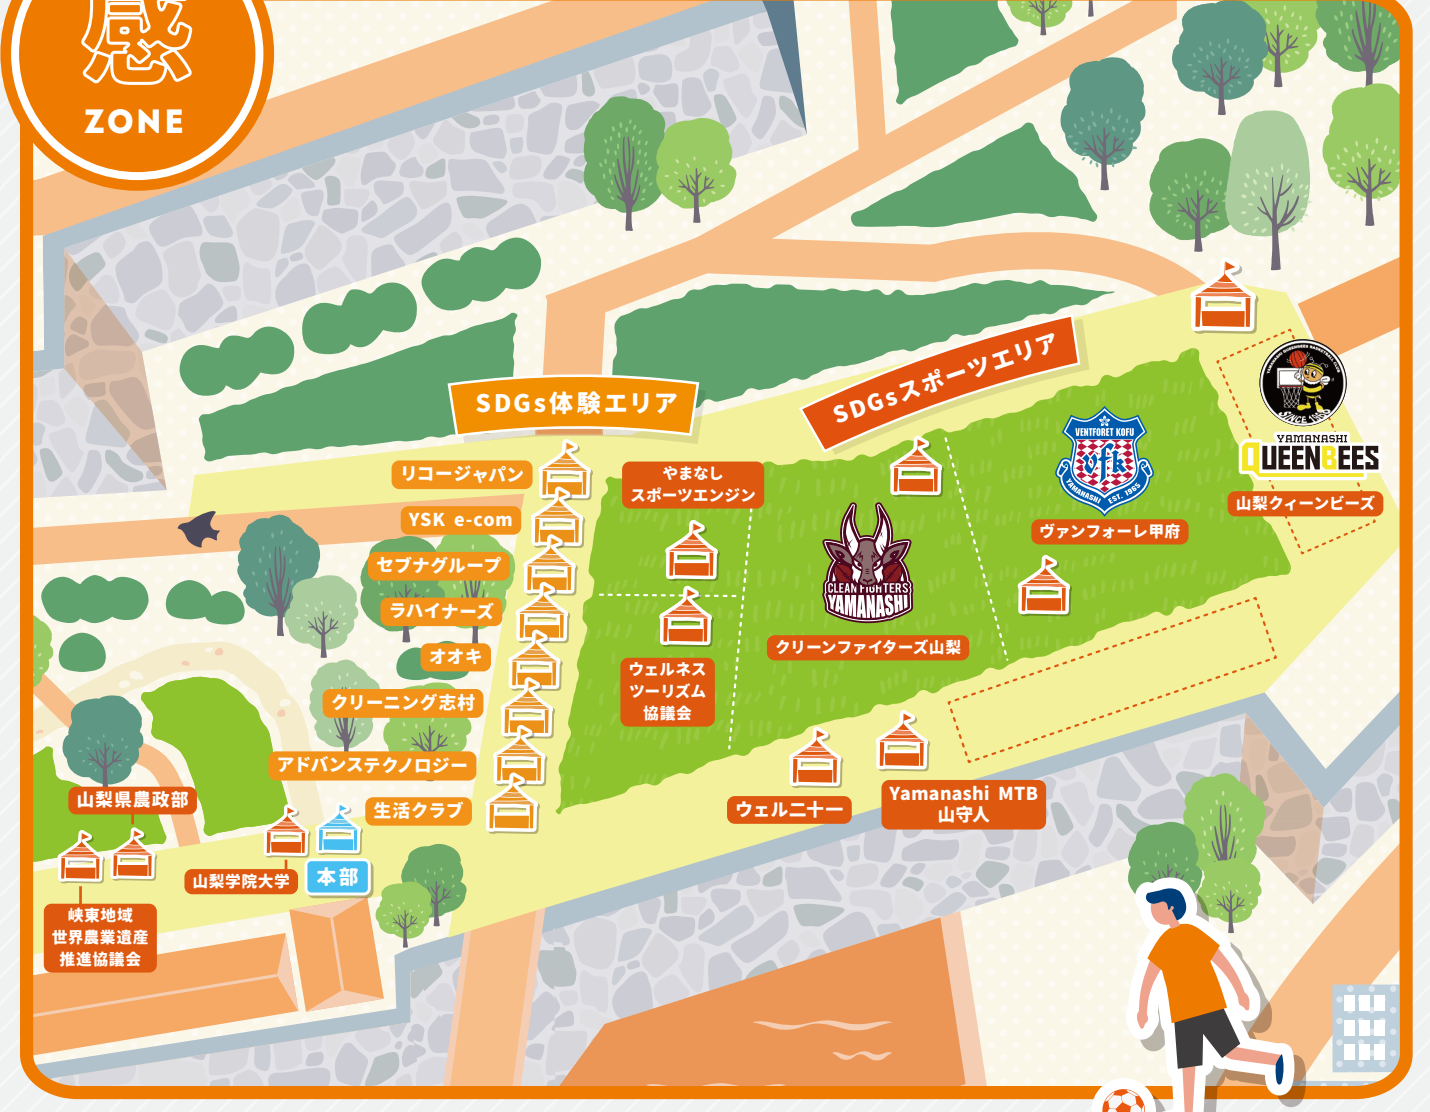 感
ZONE
SDGs体験エリア
SDGsスポーツエリア
リコージャパン
YSK e-com
セブナグループ
ラハイナーズ
オオキ
クリーニング志村
アドバンステクノロジー
生活クラブ
やまなし
スポーツエンジン
ウェルネス
ツーリズム
協議会
CLEAN FIGHTERS
YAMANASHI
クリーンファイターズ山梨
VENTFORET KOFU
vfk
YAMANASHI EST. 1965
ヴァンフォーレ甲府
YAMANASHI QUEENBEES BASKETBALL CLUB
YAMANASHI
QUEENBEES
山梨クィーンビーズ
ウェル二十一
Yamanashi MTB
山守人
山梨県農政部
山梨学院大学
本部
峡東地域
世界農業遺産
推進協議会